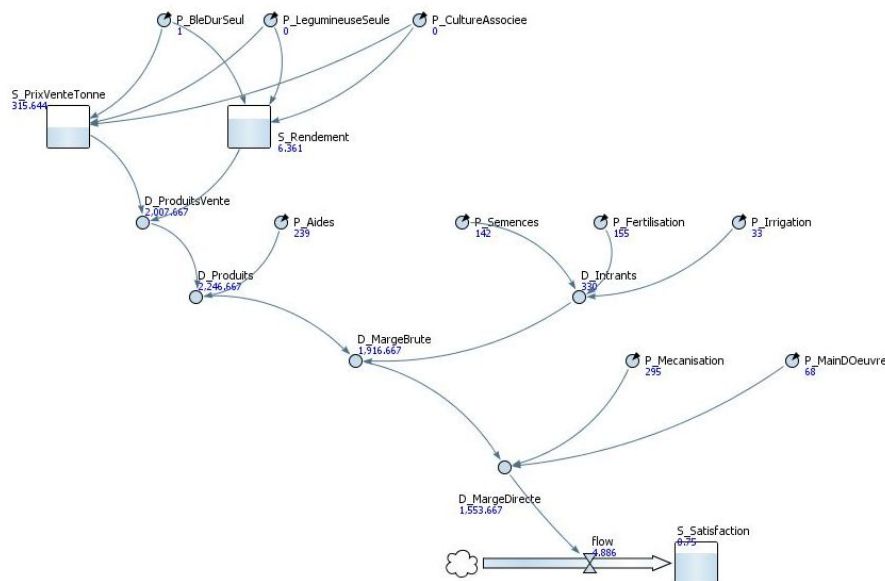 P_BleDurSeul
1
P_LegumineuseSeule
0
P_CultureAssociee
0
S_PrixVenteTonne
315.644
S_Rendement
6.361
D_ProduitsVente
2,007.667
P_Aides
239
P_Semences
142
P_Fertilisation
155
P_Irrigation
33
D_Produits
2,246.667
D_Intrants
330
D_MargeBrute
1,916.667
P_Mecanisation
295
P_MainDOeuvre
68
D_MargeDirecte
1,553.667
flow
4.886
S_Satisfaction
0.75